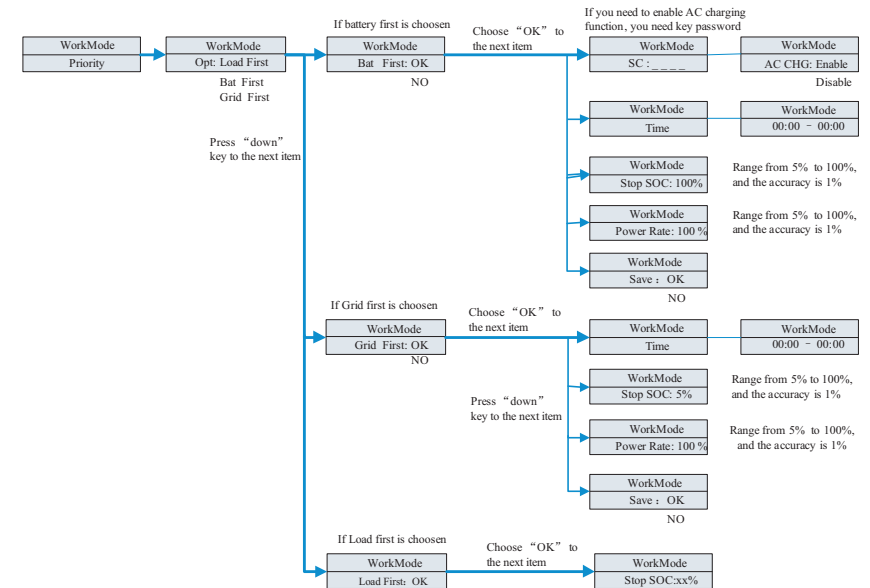 If you need to enable AC charging
function, you need key password
If battery first is choosen
Choose “OK” to
the next item
WorkMode
Priority
WorkMode
Opt: Load First
Bat First
Grid First
WorkMode
Bat First: OK
NO
WorkMode
SC : _ _ _ _
WorkMode
AC CHG: Enable
Disable
Press “down”
key to the next item
WorkMode
Time
WorkMode
00:00 - 00:00
WorkMode
Stop SOC: 100%
Range from 5% to 100%,
and the accuracy is 1%
WorkMode
Power Rate: 100 %
Range from 5% to 100%,
and the accuracy is 1%
WorkMode
Save : OK
NO
If Grid first is choosen
Choose “OK” to
the next item
WorkMode
Grid First: OK
NO
WorkMode
Time
WorkMode
00:00 - 00:00
Press “down”
key to the next item
WorkMode
Stop SOC: 5%
Range from 5% to 100%,
and the accuracy is 1%
WorkMode
Power Rate: 100 %
Range from 5% to 100%,
and the accuracy is 1%
WorkMode
Save : OK
NO
If Load first is choosen
Choose “OK” to
the next item
WorkMode
Load First: OK
WorkMode
Stop SOC:xx%